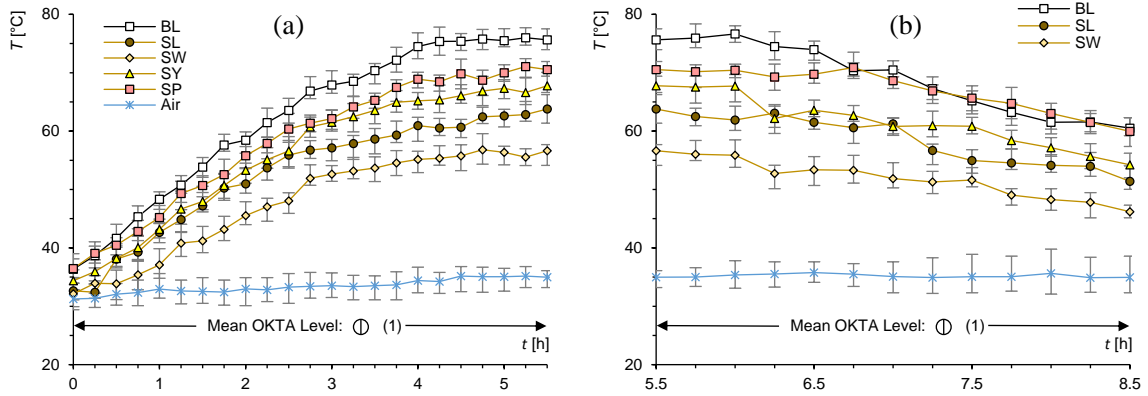 T [°C]
80
60
40
20
(a)
BL
SL
SW
SY
SP
Air
Mean OKTA Level: (1)
t [h]
0 1 2 3 4 5
T [°C]
80
60
40
20
(b)
BL
SL
SW
Mean OKTA Level: (1)
t [h]
5.5 6.5 7.5 8.5